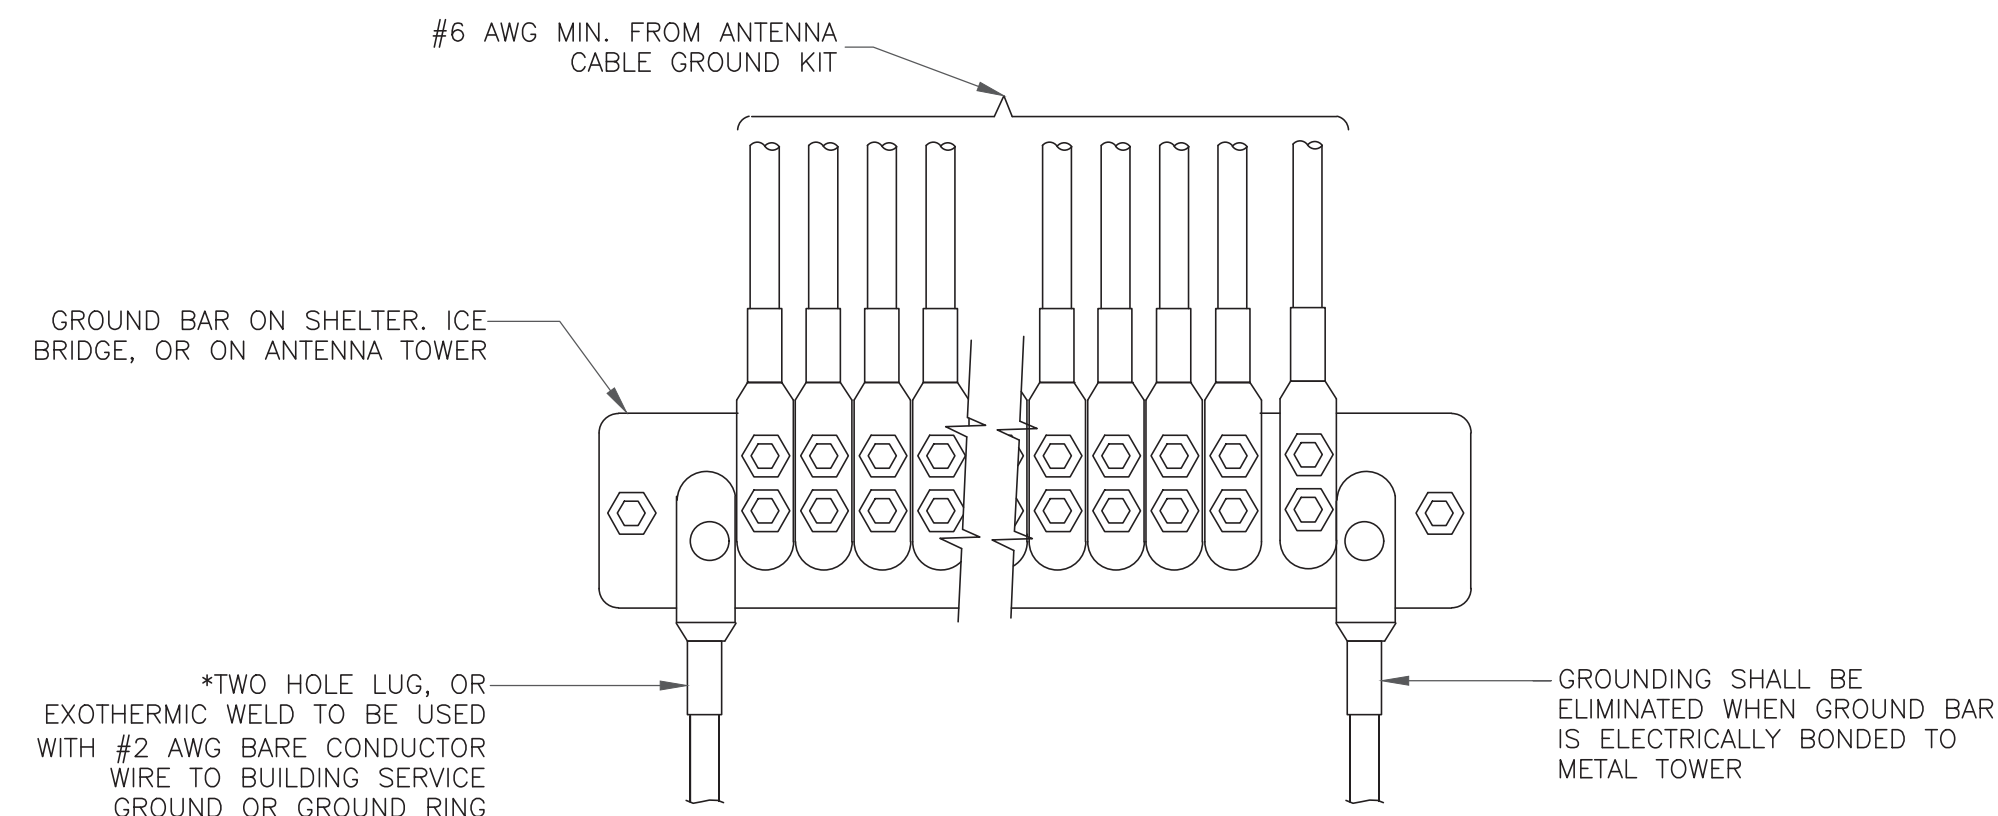 #6 AWG MIN. FROM ANTENNA
CABLE GROUND KIT
GROUND BAR ON SHELTER. ICE
BRIDGE, OR ON ANTENNA TOWER
*TWO HOLE LUG, OR
EXOTHERMIC WELD TO BE USED
WITH #2 AWG BARE CONDUCTOR
WIRE TO BUILDING SERVICE
GROUND OR GROUND RING
GROUNDING SHALL BE
ELIMINATED WHEN GROUND BAR
IS ELECTRICALLY BONDED TO
METAL TOWER